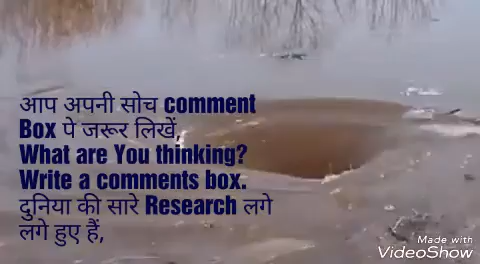 आप अपनी सोच comment
Box पे जरूर लिखें,
What are You thinking?
Write a comments box.
दुनिया की सारे Research लगे
लगे हुए हैं,
Made with
VideoShow